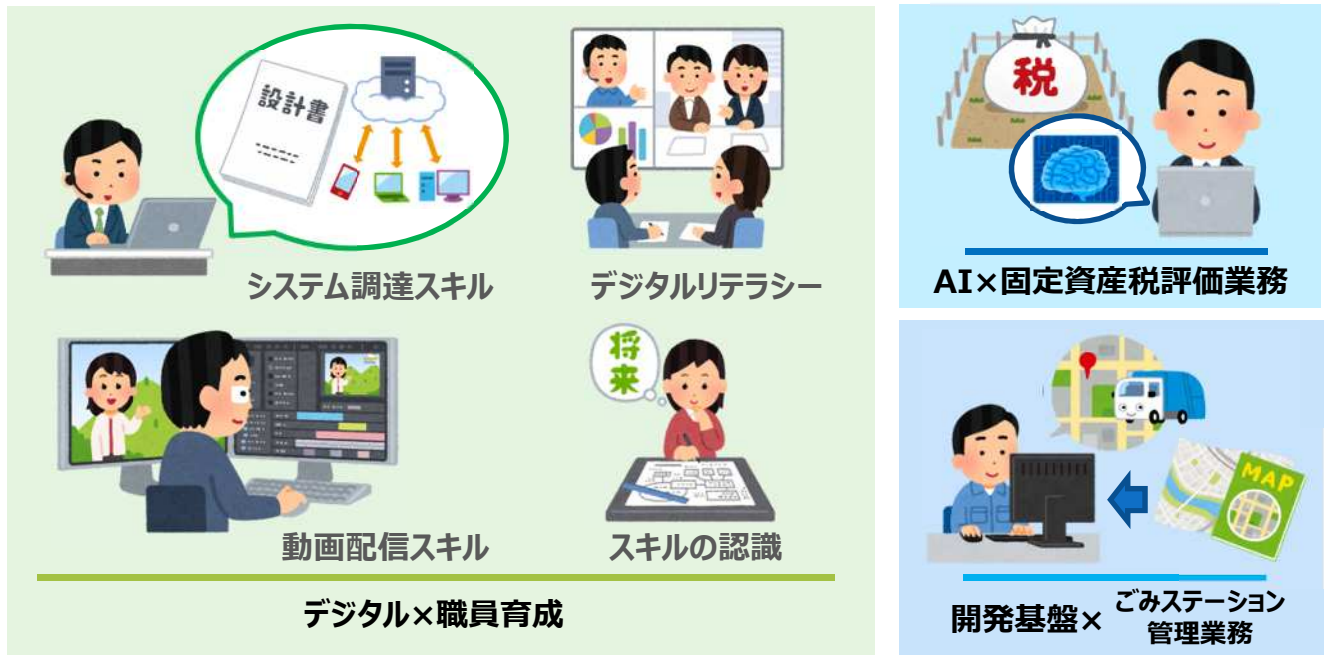 設計書
システム調達スキル
デジタルリテラシー
動画配信スキル
将来
スキルの認識
デジタル×職員育成
税
AI×固定資産税評価業務
MAP
開発基盤×
ごみステーション
管理業務